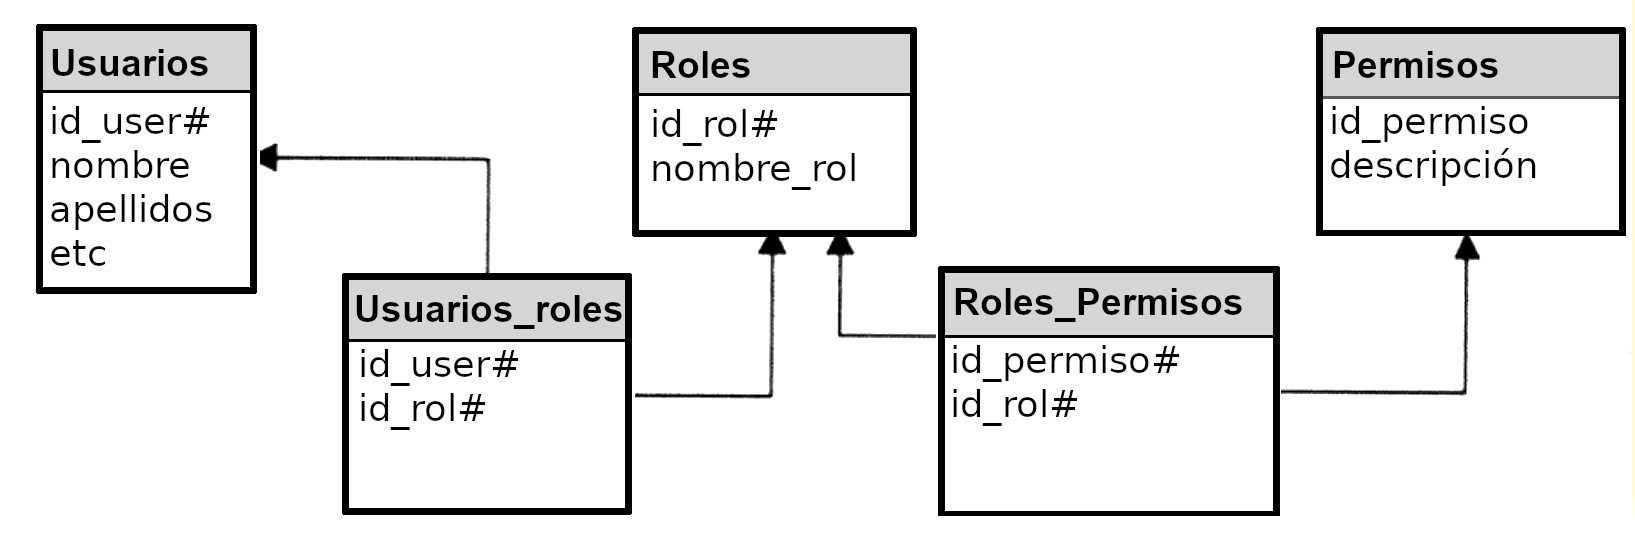 Usuarios
id_user#
nombre
apellidos
etc
Roles
id_rol#
nombre_rol
Permisos
id_permiso
descripción
Usuarios_roles
id_user#
id_rol#
Roles_Permisos
id_permiso#
id_rol#